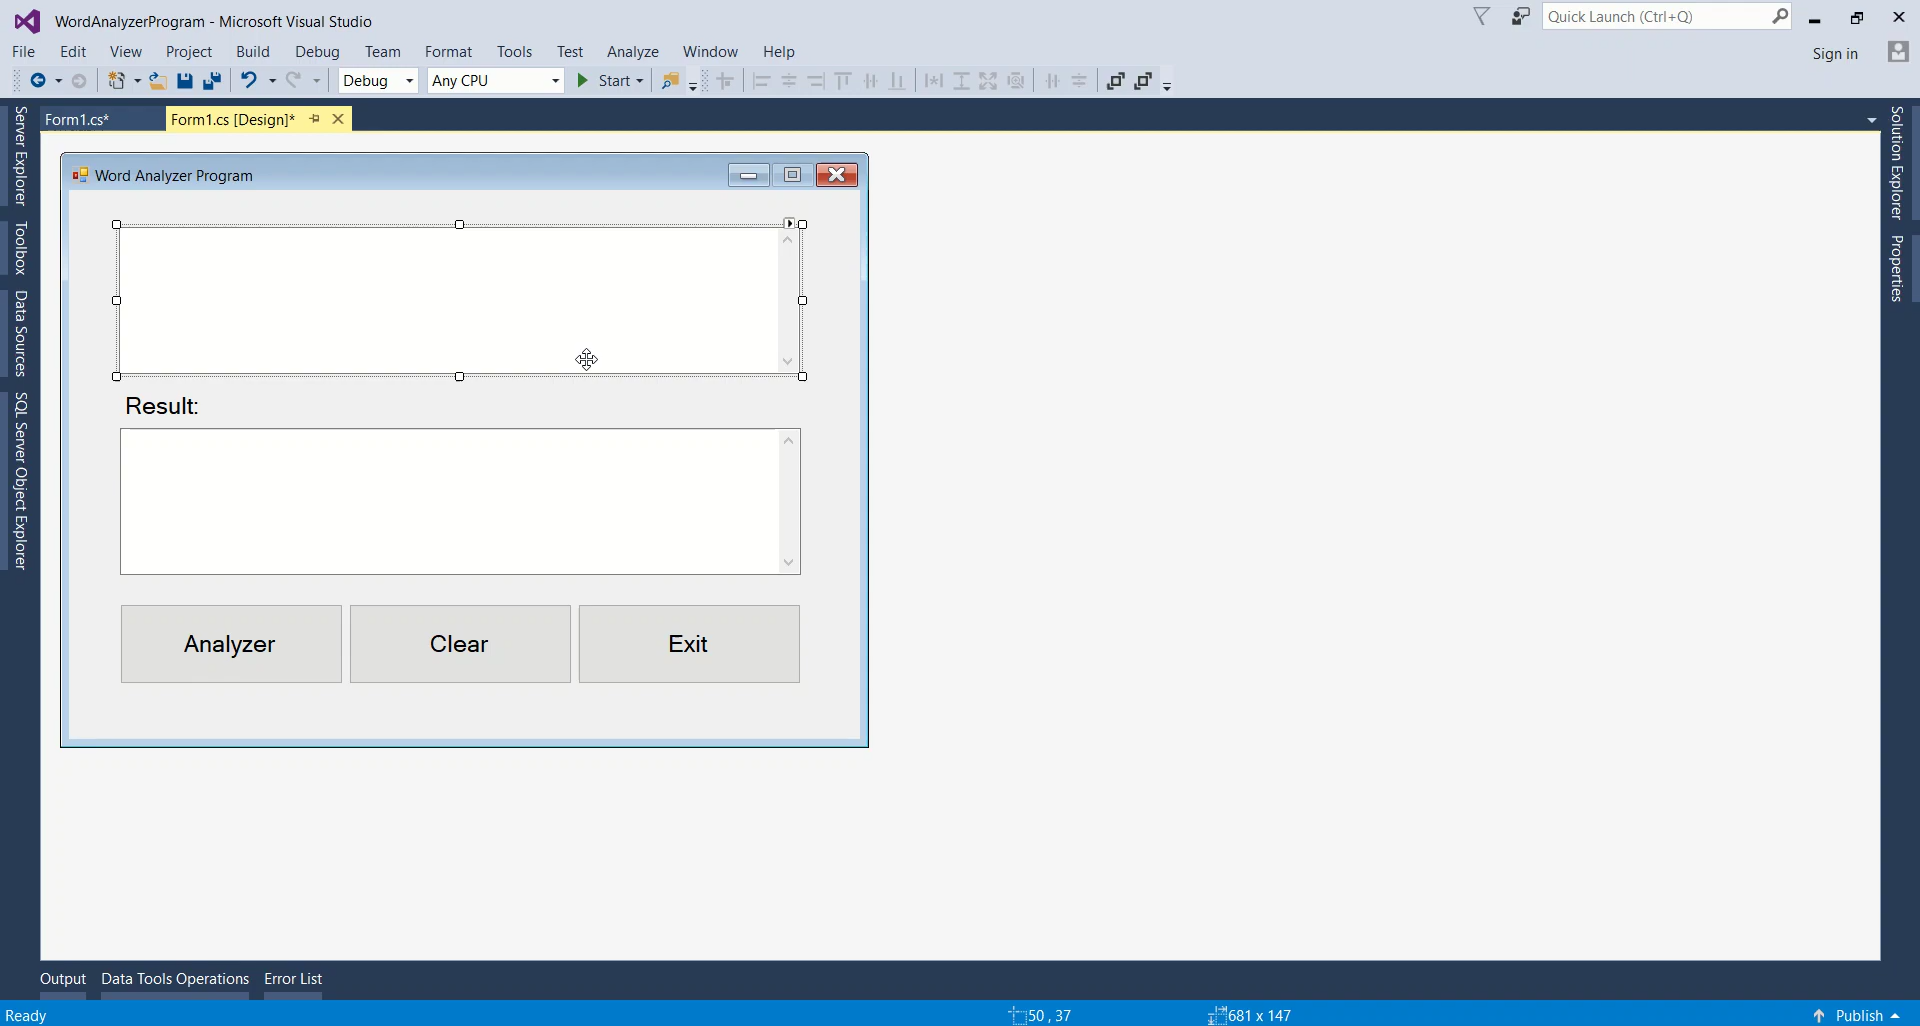 WordAnalyzerProgram - Microsoft Visual Studio
Quick Launch (Ctrl+Q)
File Edit View Project Build Debug Team Format Tools Test Analyze Window Help
Sign in
Debug Any CPU Start
Form1.cs* Form1.cs [Design]*
Server Explorer
Toolbox
Data Sources
SQL Server Object Explorer
Solution Explorer
Properties
Word Analyzer Program
Result:
Analyzer Clear Exit
Output Data Tools Operations Error List
Ready 50 , 37 681 x 147 Publish